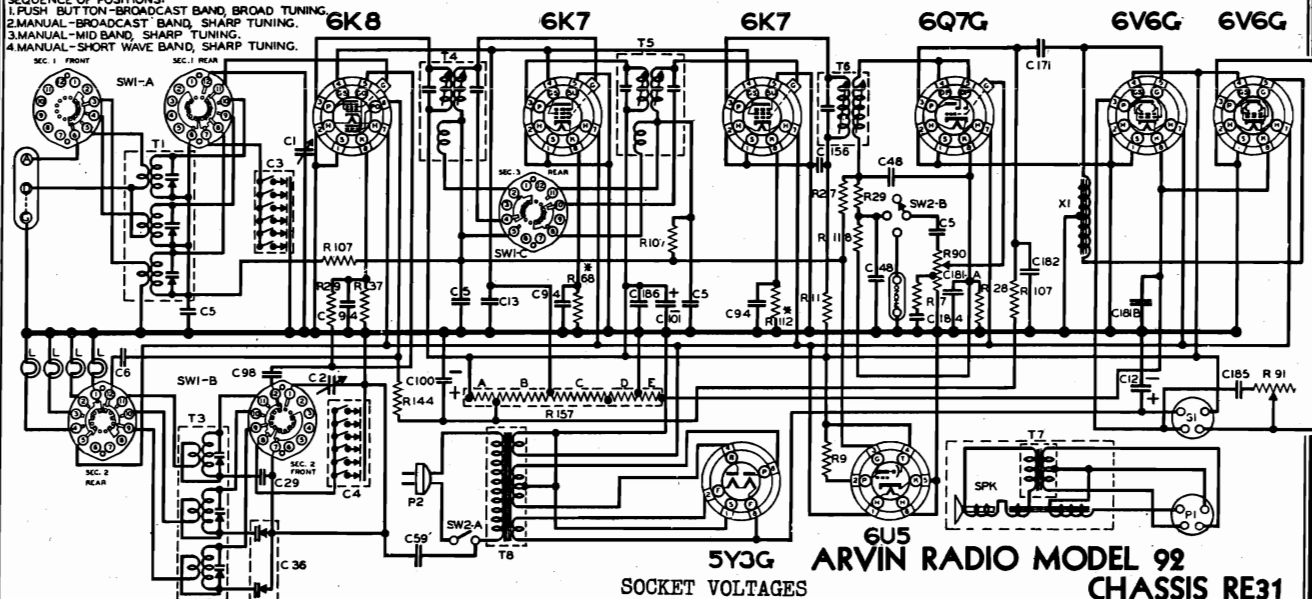 SEQUENCE OF POSITIONS:
1. PUSH BUTTON-BROADCAST BAND, BROAD TUNING.
2. MANUAL-BROADCAST BAND, SHARP TUNING.
3. MANUAL-MID BAND, SHARP TUNING.
4. MANUAL-SHORT WAVE BAND, SHARP TUNING.
6K8
6K7
6K7
6Q7G
6V6G
6V6G
SEC. 1 FRONT
SW1-A
SEC. 1 REAR
T4
T5
T6
C171
T1
C1
C3
C156
C48
R27
R29
SW2-B
X1
SEC. 3
REAR
SW1-C
R107
R107
R118
C5
R90
C182
C48
C181-A
R107
C5
R137
C94
C15
C13
C94
R68
*
C186
+
C101
C5
C94
R112
*
R11
R17
C184
R28
C181B
L
L
L
L
C6
SW1-B
C98
C2
C100
+
R144
A
B
C
D
E
R157
C12
+
C185
R 91
S1
T3
SEC. 2
REAR
SEC. 2
FRONT
C29
C4
P2
SW2-A
T8
C59
C36
R9
T7
SPK
P1
5Y3G
6U5
ARVIN RADIO MODEL 92
CHASSIS RE31
SOCKET VOLTAGES